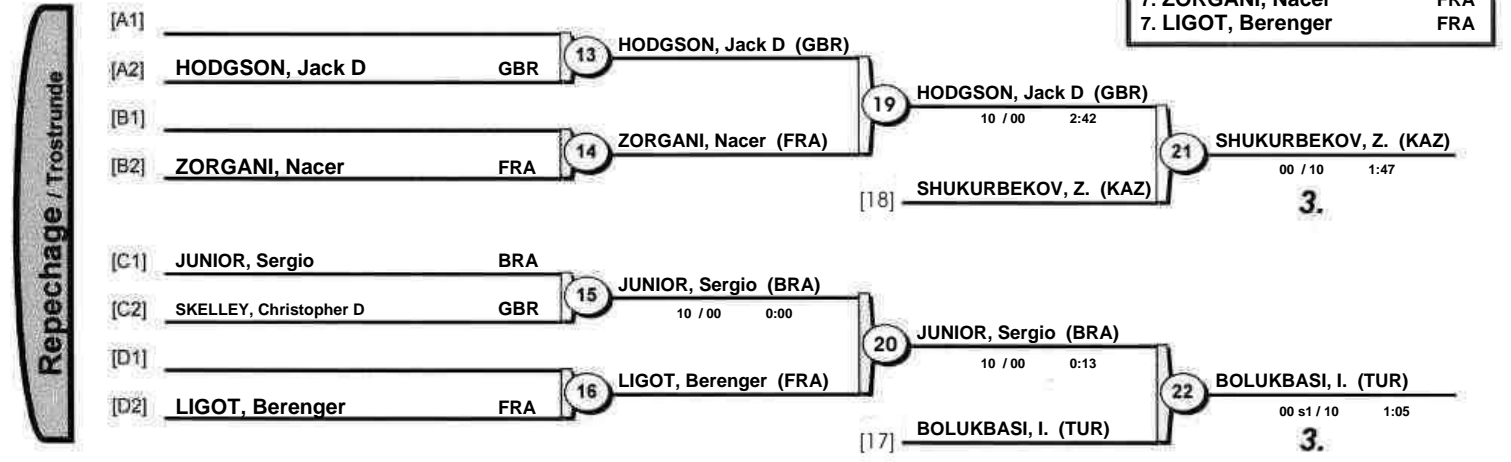 7. ZORGANI, Nacer FRA
7. LIGOT, Berenger FRA
Repechage / Trostrunde
[A1]
[A2] HODGSON, Jack D GBR
13
HODGSON, Jack D (GBR)
[B1]
[B2] ZORGANI, Nacer FRA
14
ZORGANI, Nacer (FRA)
19
HODGSON, Jack D (GBR)
10 / 00 2:42
[18] SHUKURBEKOV, Z. (KAZ)
21
SHUKURBEKOV, Z. (KAZ)
00 / 10 1:47
3.
[C1] JUNIOR, Sergio BRA
[C2] SKELLEY, Christopher D GBR
15
JUNIOR, Sergio (BRA)
10 / 00 0:00
[D1]
[D2] LIGOT, Berenger FRA
16
LIGOT, Berenger (FRA)
20
JUNIOR, Sergio (BRA)
10 / 00 0:13
[17] BOLUKBASI, I. (TUR)
22
BOLUKBASI, I. (TUR)
00 s1 / 10 1:05
3.